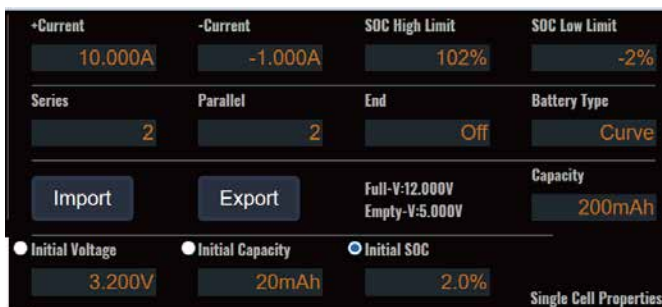 +Current -Current SOC High Limit SOC Low Limit
10.000A -1.000A 102% -2%
Series Parallel End Battery Type
2 2 Off Curve
Import Export Full-V:12.000V Capacity
Empty-V:5.000V 200mAh
Initial Voltage Initial Capacity Initial SOC
3.200V 20mAh 2.0%
Single Cell Properties